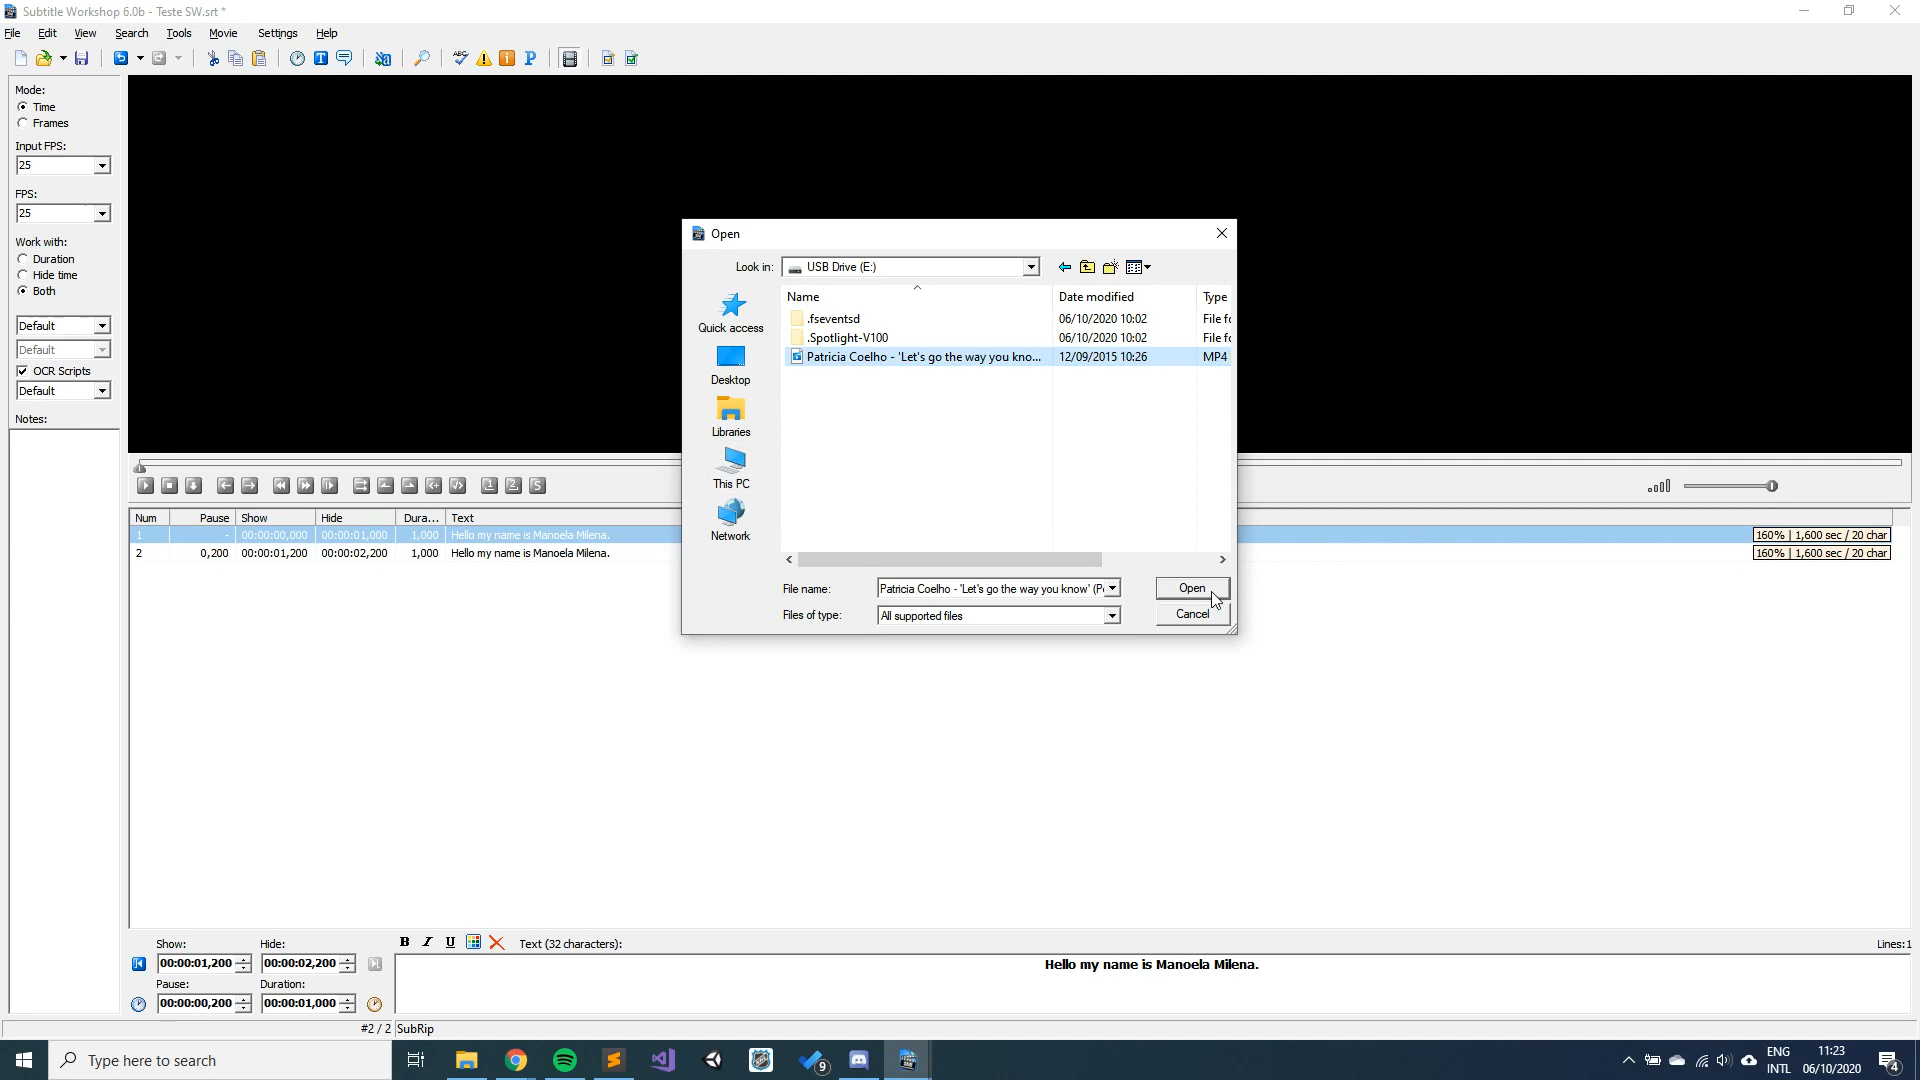 Subtitle Workshop 6.0b - Teste SW.srt *
File Edit View Search Tools Movie Settings Help
Mode:
Time
Frames
Input FPS:
25
FPS:
25
Work with:
Duration
Hide time
Both
Default
Default
OCR Scripts
Default
Notes:
Open
Look in: USB Drive (E:)
Quick access
Desktop
Libraries
This PC
Network
Name Date modified Type
.fseventsd 06/10/2020 10:02 File fo
.Spotlight-V100 06/10/2020 10:02 File fo
Patricia Coelho - 'Let's go the way you kno... 12/09/2015 10:26 MP4
File name: Patricia Coelho - 'Let's go the way you know' (P
Open
Files of type: All supported files
Cancel
Num Pause Show Hide Dura... Text
1 - 00:00:00,000 00:00:01,000 1,000 Hello my name is Manoela Milena. 160% | 1,600 sec / 20 char
2 0,200 00:00:01,200 00:00:02,200 1,000 Hello my name is Manoela Milena. 160% | 1,600 sec / 20 char
Show: Hide: B I U Text (32 characters): Lines:1
00:00:01,200 00:00:02,200
Hello my name is Manoela Milena.
Pause: Duration:
00:00:00,200 00:00:01,000
#2 / 2 SubRip
Type here to search
9
ENG
INTL
11:23
06/10/2020
4